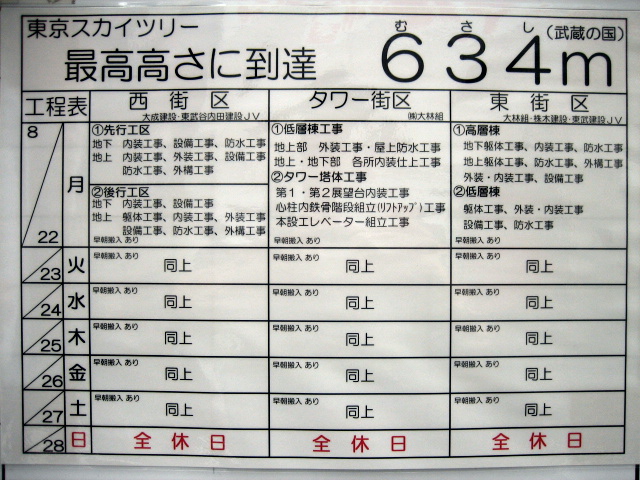 東京スカイツリー
最高高さに到達
むさし
634m
(武蔵の国)
工程表
西街区
大成建設・東武谷内田建設JV
タワー街区
㈱大林組
東街区
大林組・株木建設・東武建設JV
8
22
月
①先行工区
地下 内装工事、設備工事、防水工事
地上 内装工事、外装工事、設備工事
防水工事、外構工事
②後行工区
地下 内装工事、設備工事
地上 躯体工事、内装工事、外装工事
設備工事、防水工事、外構工事
早朝搬入 あり
①低層棟工事
地上部 外装工事・屋上防水工事
地上・地下部 各所内装仕上工事
②タワー塔体工事
第1・第2展望台内装工事
心柱内鉄骨階段組立(リフトアップ)工事
本設エレベーター組立工事
早朝搬入 あり
①高層棟
地下躯体工事、内装工事、防水工事
地上躯体工事、防水工事、外構工事
外装・内装工事、設備工事
②低層棟
躯体工事、外装・内装工事
設備工事、防水工事
早朝搬入 あり
23
火
早朝搬入 あり
同上
早朝搬入 あり
同上
早朝搬入 あり
同上
24
水
早朝搬入 あり
同上
早朝搬入 あり
同上
早朝搬入 あり
同上
25
木
早朝搬入 あり
同上
早朝搬入 あり
同上
早朝搬入 あり
同上
26
金
早朝搬入 あり
同上
早朝搬入 あり
同上
早朝搬入 あり
同上
27
土
早朝搬入 あり
同上
早朝搬入 あり
同上
早朝搬入 あり
同上
28
日
全休日
全休日
全休日